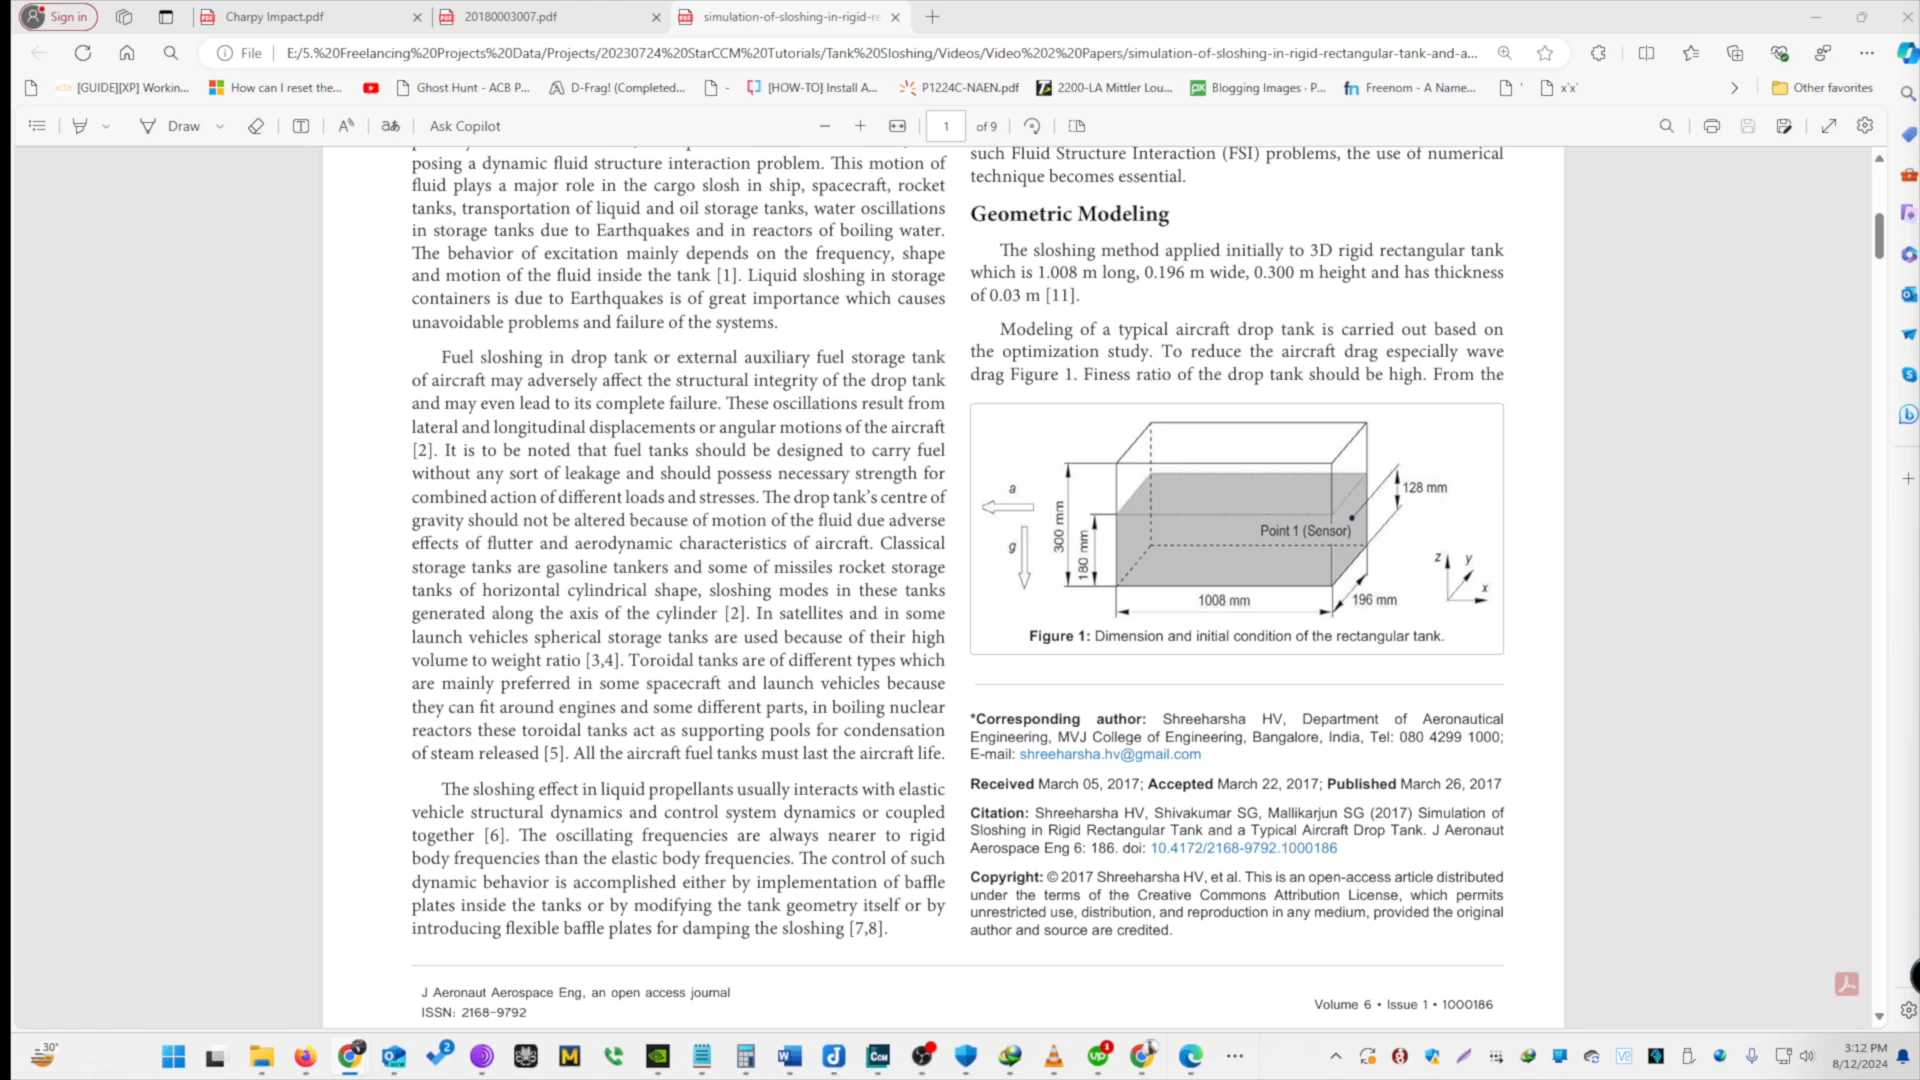 Sign in
Charpy Impact.pdf
20180003007.pdf
simulation-of-sloshing-in-rigid-re
File
E:/5.%20Freelancing%20Projects%20Data/Projects/20230724%20StarCCM%20Tutorials/Tank%20Sloshing/Videos/Video%202%20Papers/simulation-of-sloshing-in-rigid-rectangular-tank-and-a...
[GUIDE][XP] Workin...
How can I reset the...
Ghost Hunt - ACB P...
D-Frag! (Completed...
-
[HOW-TO] Install A...
P1224C-NAEN.pdf
2200-LA Mittler Lou...
Blogging Images · P...
Freenom - A Name...
'
x'x'
Other favorites
Draw
Ask Copilot
1
of 9
posing a dynamic fluid structure interaction problem. This motion of
fluid plays a major role in the cargo slosh in ship, spacecraft, rocket
tanks, transportation of liquid and oil storage tanks, water oscillations
in storage tanks due to Earthquakes and in reactors of boiling water.
The behavior of excitation mainly depends on the frequency, shape
and motion of the fluid inside the tank [1]. Liquid sloshing in storage
containers is due to Earthquakes is of great importance which causes
unavoidable problems and failure of the systems.
Fuel sloshing in drop tank or external auxiliary fuel storage tank
of aircraft may adversely affect the structural integrity of the drop tank
and may even lead to its complete failure. These oscillations result from
lateral and longitudinal displacements or angular motions of the aircraft
[2]. It is to be noted that fuel tanks should be designed to carry fuel
without any sort of leakage and should possess necessary strength for
combined action of different loads and stresses. The drop tank's centre of
gravity should not be altered because of motion of the fluid due adverse
effects of flutter and aerodynamic characteristics of aircraft. Classical
storage tanks are gasoline tankers and some of missiles rocket storage
tanks of horizontal cylindrical shape, sloshing modes in these tanks
generated along the axis of the cylinder [2]. In satellites and in some
launch vehicles spherical storage tanks are used because of their high
volume to weight ratio [3,4]. Toroidal tanks are of different types which
are mainly preferred in some spacecraft and launch vehicles because
they can fit around engines and some different parts, in boiling nuclear
reactors these toroidal tanks act as supporting pools for condensation
of steam released [5]. All the aircraft fuel tanks must last the aircraft life.
The sloshing effect in liquid propellants usually interacts with elastic
vehicle structural dynamics and control system dynamics or coupled
together [6]. The oscillating frequencies are always nearer to rigid
body frequencies than the elastic body frequencies. The control of such
dynamic behavior is accomplished either by implementation of baffle
plates inside the tanks or by modifying the tank geometry itself or by
introducing flexible baffle plates for damping the sloshing [7,8].
such Fluid Structure Interaction (FSI) problems, the use of numerical
technique becomes essential.
Geometric Modeling
The sloshing method applied initially to 3D rigid rectangular tank
which is 1.008 m long, 0.196 m wide, 0.300 m height and has thickness
of 0.03 m [11].
Modeling of a typical aircraft drop tank is carried out based on
the optimization study. To reduce the aircraft drag especially wave
drag Figure 1. Finess ratio of the drop tank should be high. From the
a
g
300 mm
180 mm
Point 1 (Sensor)
128 mm
1008 mm
196 mm
z
y
x
Figure 1: Dimension and initial condition of the rectangular tank.
*Corresponding author: Shreeharsha HV, Department of Aeronautical
Engineering, MVJ College of Engineering, Bangalore, India, Tel: 080 4299 1000;
E-mail: shreeharsha.hv@gmail.com
Received March 05, 2017; Accepted March 22, 2017; Published March 26, 2017
Citation: Shreeharsha HV, Shivakumar SG, Mallikarjun SG (2017) Simulation of
Sloshing in Rigid Rectangular Tank and a Typical Aircraft Drop Tank. J Aeronaut
Aerospace Eng 6: 186. doi: 10.4172/2168-9792.1000186
Copyright: © 2017 Shreeharsha HV, et al. This is an open-access article distributed
under the terms of the Creative Commons Attribution License, which permits
unrestricted use, distribution, and reproduction in any medium, provided the original
author and source are credited.
J Aeronaut Aerospace Eng, an open access journal
ISSN: 2168-9792
Volume 6 • Issue 1 • 1000186
30°
3:12 PM
8/12/2024